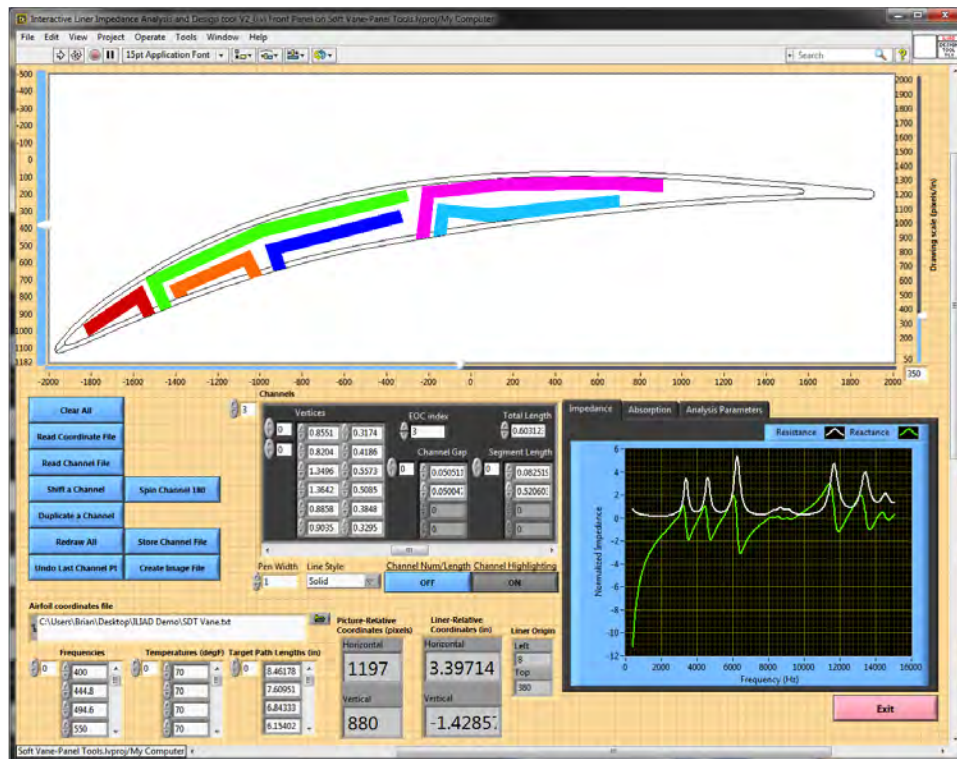 Interactive Liner Impedance Analysis and Design tool V2_(iv) Front Panel on Soft Vane-Panel Tools.lvproj/My Computer
File Edit View Project Operate Tools Window Help
15pt Application Font
Search
-500
-400
-300
-200
-100
0
100
200
300
400
500
600
700
800
900
1000
1100
1182
2000
1900
1800
1700
1600
1500
1400
1300
1200
1100
1000
900
800
700
600
500
400
300
200
50
Drawing scale (pixels/in)
350
-2000 -1800 -1600 -1400 -1200 -1000 -800 -600 -400 -200 0 200 400 600 800 1000 1200 1400 1600 1800 2000
Clear All
Read Coordinate File
Read Channel File
Shift a Channel Spin Channel 180
Duplicate a Channel
Redraw All Store Channel File
Undo Last Channel Pt Create Image File
Channels
3
Vertices EOC index Total Length
0 0.8551 0.3174 3 0.60312
0 0.8204 0.4186 Channel Gap Segment Length
1.3496 0.5573 0 0.05051 0 0.08251
1.3642 0.5085 0.05004 0.52060
0.8858 0.3848 0 0
0.9035 0.3295 0 0
Pen Width Line Style Channel Num/Length Channel Highlighting
1 Solid OFF ON
Impedance Absorption Analysis Parameters
Resistance Reactance
Normalized Impedance
6
4
2
0
-2
-4
-6
-8
-10
-12
0 2000 4000 6000 8000 10000 12000 14000 16000
Frequency (Hz)
Airfoil coordinates file
C:\Users\Brian\Desktop\ILIAD Demo\SDT Vane.txt
Frequencies Temperatures (degF) Target Path Lengths (in)
0 400 0 70 0 8.46178
444.8 70 7.60951
494.6 70 6.84333
550 70 6.15402
Picture-Relative Coordinates (pixels)
Horizontal
1197
Vertical
880
Liner-Relative Coordinates (in)
Horizontal
3.39714
Vertical
-1.4285
Liner Origin
Left
8
Top
380
Exit
Soft Vane-Panel Tools.lvproj/My Computer